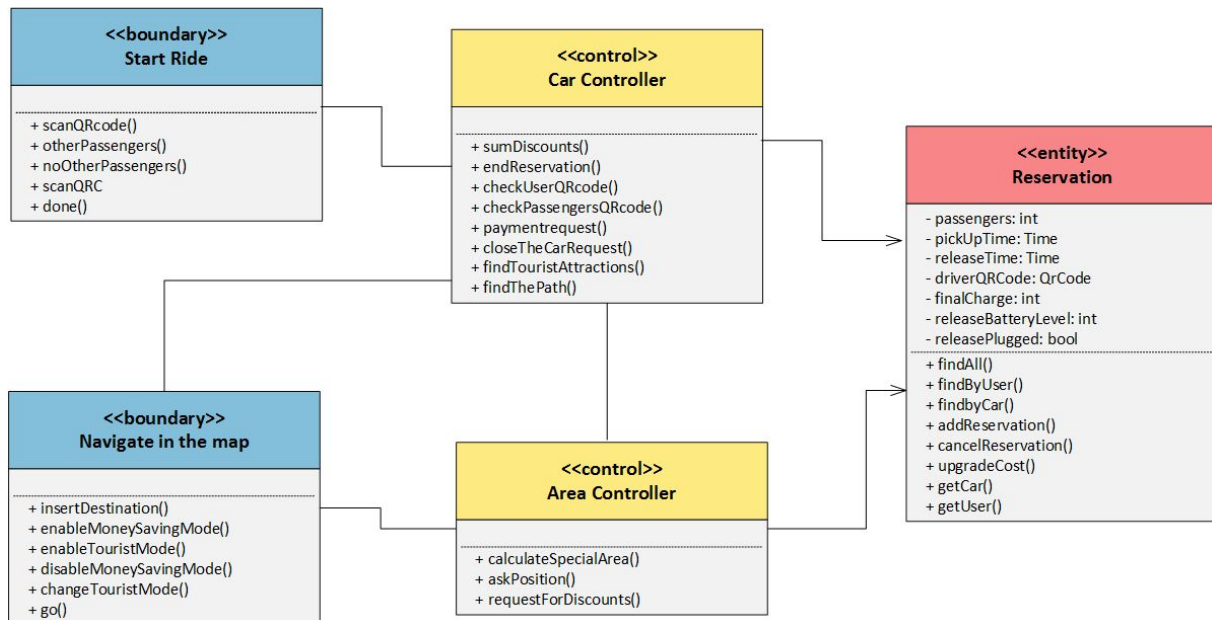 <<boundary>>
Start Ride
+ scanQRcode()
+ otherPassengers()
+ noOtherPassengers()
+ scanQRC
+ done()
<<control>>
Car Controller
+ sumDiscounts()
+ endReservation()
+ checkUserQRcode()
+ checkPassengersQRcode()
+ paymentrequest()
+ closeTheCarRequest()
+ findTouristAttractions()
+ findThePath()
<<entity>>
Reservation
- passengers: int
- pickUpTime: Time
- releaseTime: Time
- driverQRCode: QrCode
- finalCharge: int
- releaseBatteryLevel: int
- releasePlugged: bool
+ findAll()
+ findByUser()
+ findbyCar()
+ addReservation()
+ cancelReservation()
+ upgradeCost()
+ getCar()
+ getUser()
<<boundary>>
Navigate in the map
+ insertDestination()
+ enableMoneySavingMode()
+ enableTouristMode()
+ disableMoneySavingMode()
+ changeTouristMode()
+ go()
<<control>>
Area Controller
+ calculateSpecialArea()
+ askPosition()
+ requestForDiscounts()